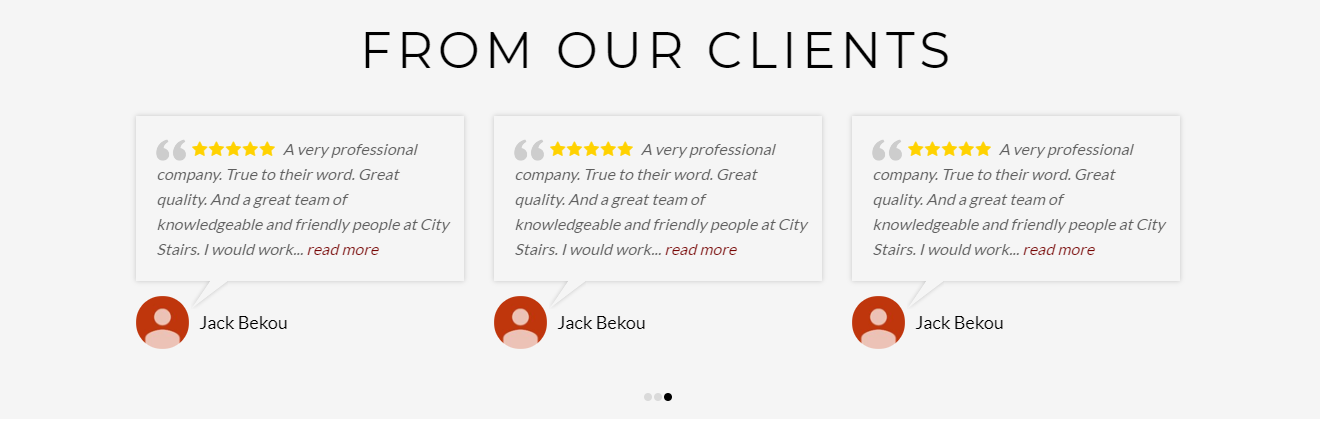 FROM OUR CLIENTS
A very professional
company. True to their word. Great
quality. And a great team of
knowledgeable and friendly people at City
Stairs. I would work... read more
Jack Bekou
A very professional
company. True to their word. Great
quality. And a great team of
knowledgeable and friendly people at City
Stairs. I would work... read more
Jack Bekou
A very professional
company. True to their word. Great
quality. And a great team of
knowledgeable and friendly people at City
Stairs. I would work... read more
Jack Bekou